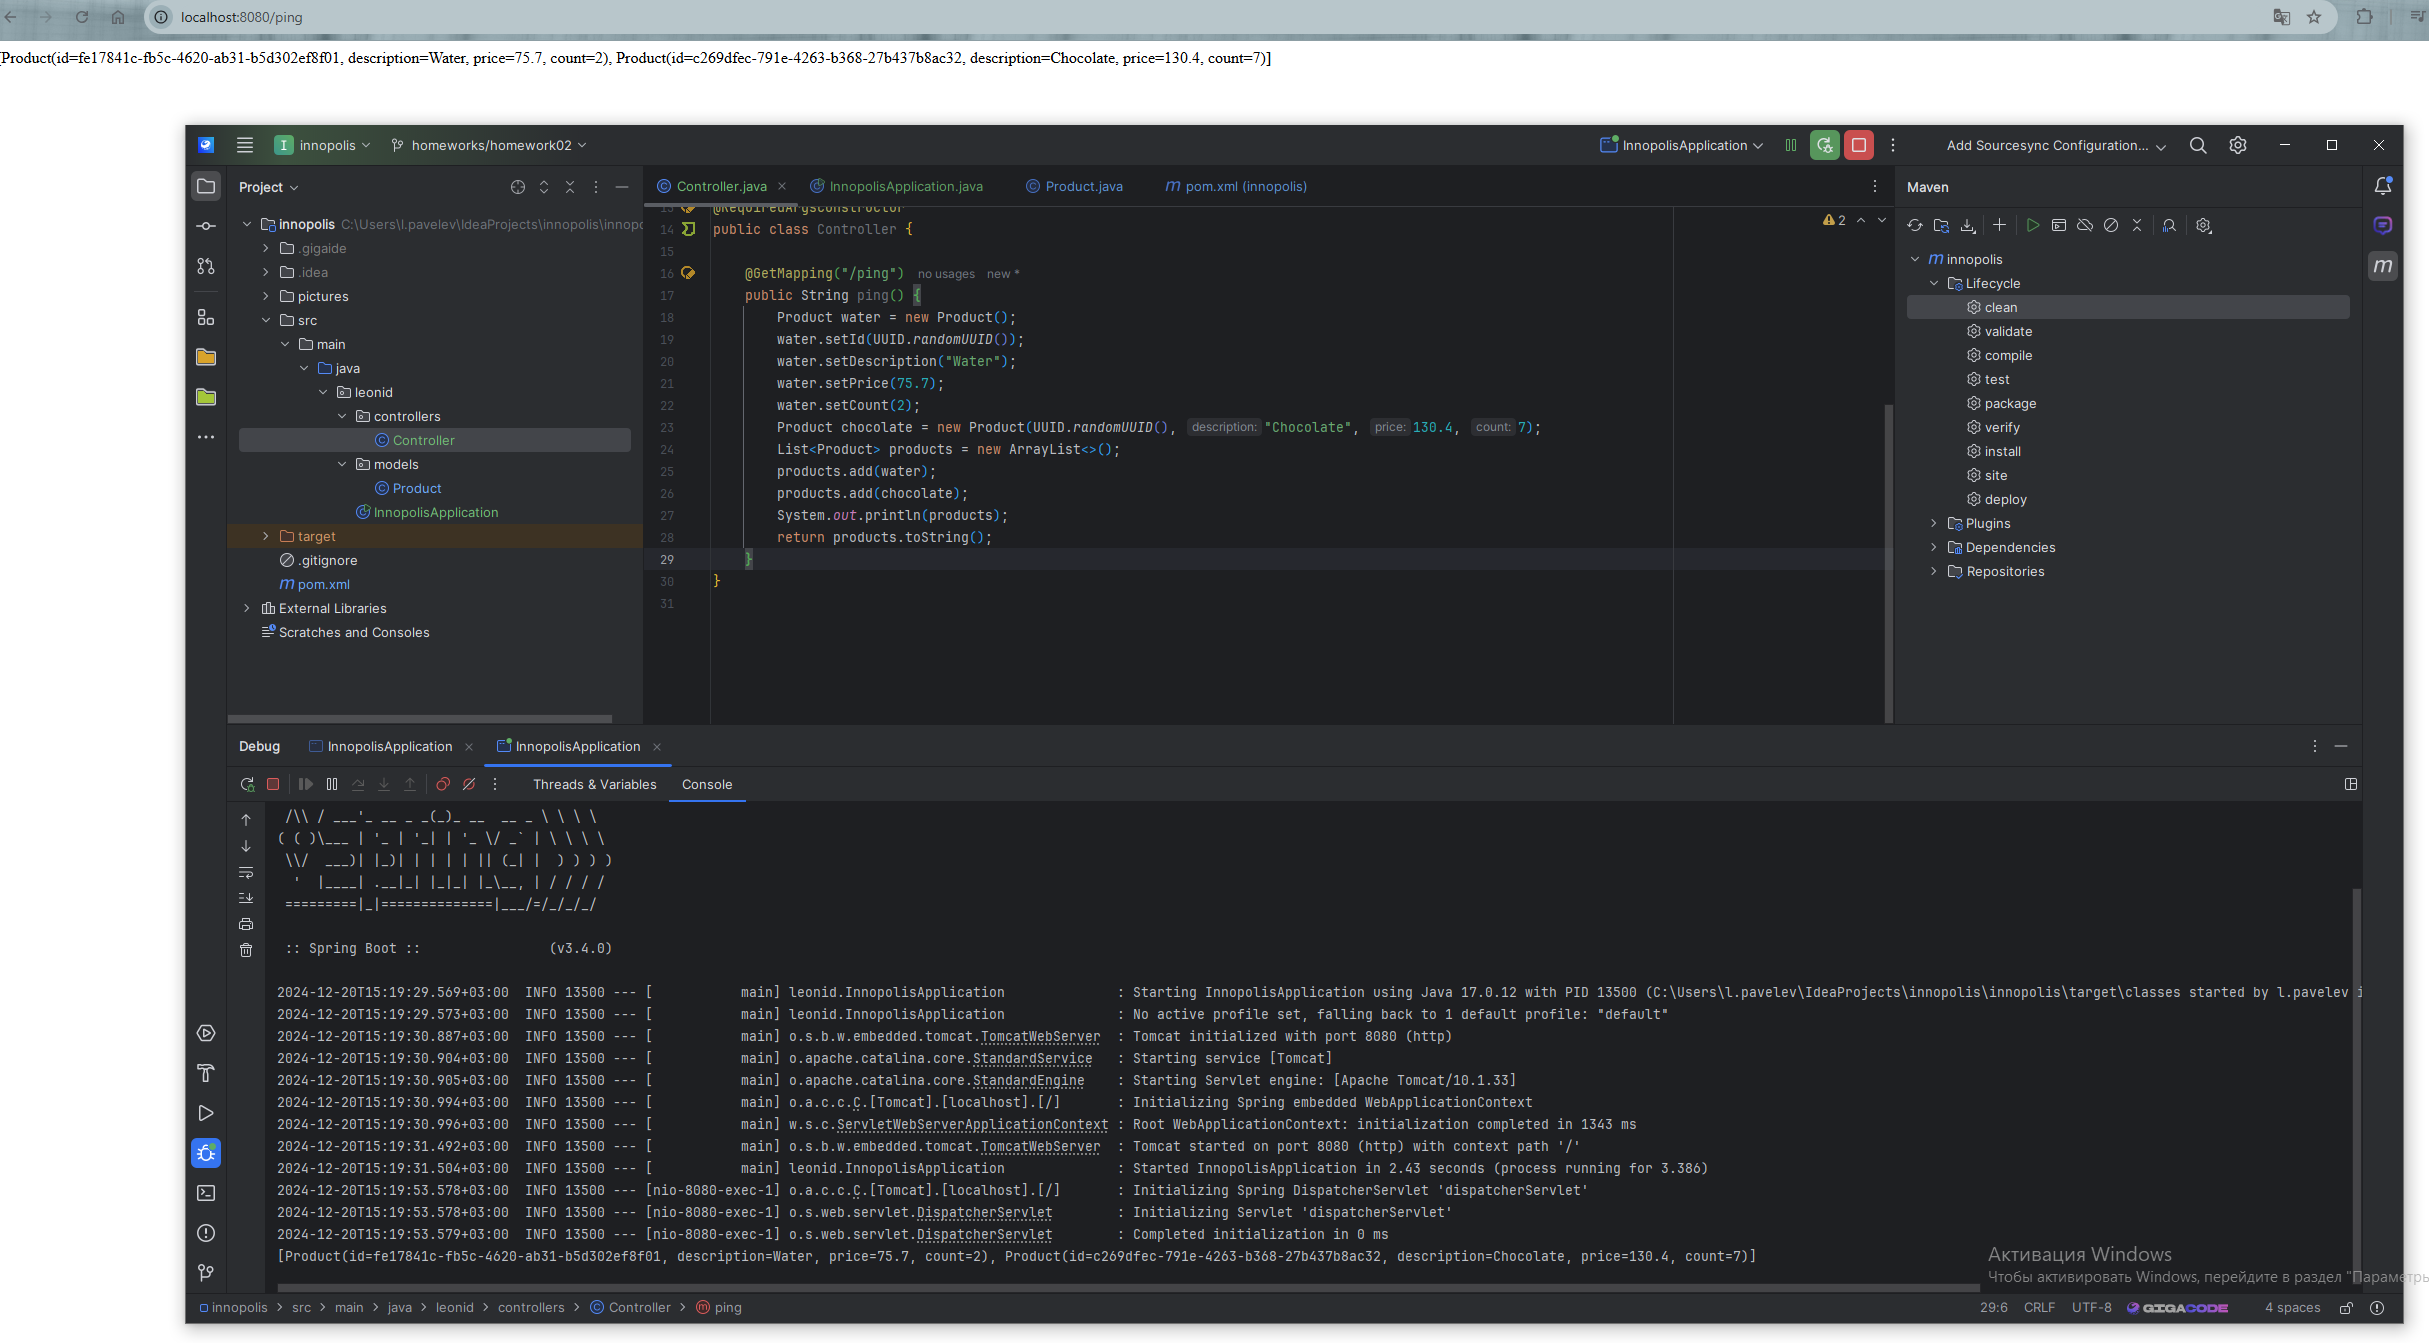 localhost:8080/ping
[Product(id=fe17841c-fb5c-4620-ab31-b5d302ef8f01, description=Water, price=75.7, count=2), Product(id=c269dfec-791e-4263-b368-27b437b8ac32, description=Chocolate, price=130.4, count=7)]
I innopolis homeworks/homework02 InnopolisApplication Add Sourcesync Configuration...
Project
Controller.java InnopolisApplication.java Product.java pom.xml (innopolis)
Maven
innopolis C:\Users\l.pavelev\IdeaProjects\innopolis\innopo
.gigaide
.idea
pictures
src
main
java
leonid
controllers
Controller
models
Product
InnopolisApplication
target
.gitignore
pom.xml
External Libraries
Scratches and Consoles
13 @RequiredArgsConstructor
14 public class Controller {
15
16 @GetMapping("/ping") no usages new *
17 public String ping() {
18 Product water = new Product();
19 water.setId(UUID.randomUUID());
20 water.setDescription("Water");
21 water.setPrice(75.7);
22 water.setCount(2);
23 Product chocolate = new Product(UUID.randomUUID(), description: "Chocolate", price: 130.4, count: 7);
24 List<Product> products = new ArrayList<>();
25 products.add(water);
26 products.add(chocolate);
27 System.out.println(products);
28 return products.toString();
29 }
30 }
31
2
innopolis
Lifecycle
clean
validate
compile
test
package
verify
install
site
deploy
Plugins
Dependencies
Repositories
Debug InnopolisApplication InnopolisApplication
Threads & Variables Console
 /\\ / ___'_ __ _ _(_)_ __  __ _ \ \ \ \
( ( )\___ | '_ | '_| | '_ \/ _` | \ \ \ \
 \\/  ___)| |_)| | | | | || (_| |  ) ) ) )
  '  |____| .__|_| |_|_| |_\__, | / / / /
 =========|_|==============|___/=/_/_/_/
:: Spring Boot :: (v3.4.0)
2024-12-20T15:19:29.569+03:00 INFO 13500 --- [ main] leonid.InnopolisApplication : Starting InnopolisApplication using Java 17.0.12 with PID 13500 (C:\Users\l.pavelev\IdeaProjects\innopolis\innopolis\target\classes started by l.pavelev i
2024-12-20T15:19:29.573+03:00 INFO 13500 --- [ main] leonid.InnopolisApplication : No active profile set, falling back to 1 default profile: "default"
2024-12-20T15:19:30.887+03:00 INFO 13500 --- [ main] o.s.b.w.embedded.tomcat.TomcatWebServer : Tomcat initialized with port 8080 (http)
2024-12-20T15:19:30.904+03:00 INFO 13500 --- [ main] o.apache.catalina.core.StandardService : Starting service [Tomcat]
2024-12-20T15:19:30.905+03:00 INFO 13500 --- [ main] o.apache.catalina.core.StandardEngine : Starting Servlet engine: [Apache Tomcat/10.1.33]
2024-12-20T15:19:30.994+03:00 INFO 13500 --- [ main] o.a.c.c.C.[Tomcat].[localhost].[/] : Initializing Spring embedded WebApplicationContext
2024-12-20T15:19:30.996+03:00 INFO 13500 --- [ main] w.s.c.ServletWebServerApplicationContext : Root WebApplicationContext: initialization completed in 1343 ms
2024-12-20T15:19:31.492+03:00 INFO 13500 --- [ main] o.s.b.w.embedded.tomcat.TomcatWebServer : Tomcat started on port 8080 (http) with context path '/'
2024-12-20T15:19:31.504+03:00 INFO 13500 --- [ main] leonid.InnopolisApplication : Started InnopolisApplication in 2.43 seconds (process running for 3.386)
2024-12-20T15:19:53.578+03:00 INFO 13500 --- [nio-8080-exec-1] o.a.c.c.C.[Tomcat].[localhost].[/] : Initializing Spring DispatcherServlet 'dispatcherServlet'
2024-12-20T15:19:53.578+03:00 INFO 13500 --- [nio-8080-exec-1] o.s.web.servlet.DispatcherServlet : Initializing Servlet 'dispatcherServlet'
2024-12-20T15:19:53.579+03:00 INFO 13500 --- [nio-8080-exec-1] o.s.web.servlet.DispatcherServlet : Completed initialization in 0 ms
[Product(id=fe17841c-fb5c-4620-ab31-b5d302ef8f01, description=Water, price=75.7, count=2), Product(id=c269dfec-791e-4263-b368-27b437b8ac32, description=Chocolate, price=130.4, count=7)]
Активация Windows
Чтобы активировать Windows, перейдите в раздел "Параметры
innopolis > src > main > java > leonid > controllers > Controller > ping
29:6 CRLF UTF-8 GIGACODE 4 spaces